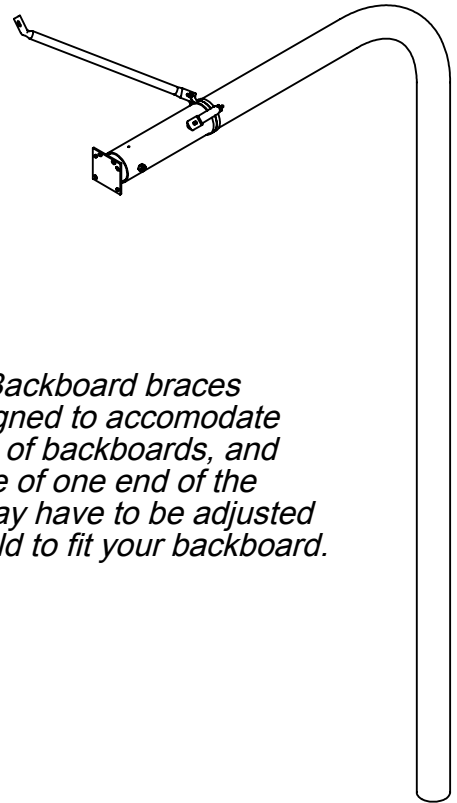 Backboard braces
gned to accomodate
of backboards, and
e of one end of the
ay have to be adjusted
ld to fit your backboard.